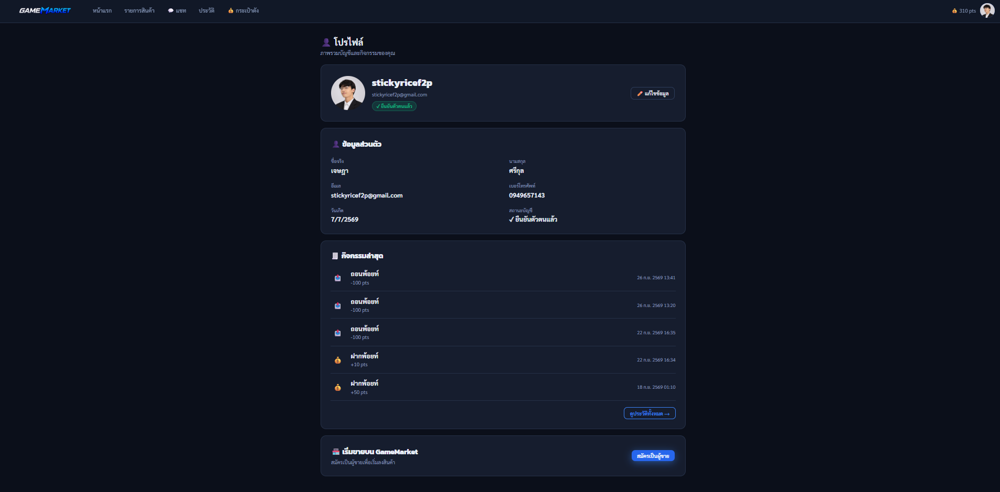 GAMEMARKET
หน้าแรก
รายการสินค้า
แชท
ประวัติ
กระเป๋าตัง
310 pts
โปรไฟล์
ภาพรวมบัญชีและกิจกรรมของคุณ
stickyricef2p
stickyricef2p@gmail.com
✓ ยืนยันตัวตนแล้ว
แก้ไขข้อมูล
ข้อมูลส่วนตัว
ชื่อจริง
เจษฎา
นามสกุล
ศรีกุล
อีเมล
stickyricef2p@gmail.com
เบอร์โทรศัพท์
0949657143
วันเกิด
7/7/2569
สถานะบัญชี
✓ ยืนยันตัวตนแล้ว
กิจกรรมล่าสุด
ถอนพ้อยท์
-100 pts
26 ก.ย. 2569 13:41
ถอนพ้อยท์
-100 pts
26 ก.ย. 2569 13:20
ถอนพ้อยท์
-100 pts
22 ก.ย. 2569 16:35
ฝากพ้อยท์
+10 pts
22 ก.ย. 2569 16:34
ฝากพ้อยท์
+50 pts
18 ก.ย. 2569 01:10
ดูประวัติทั้งหมด →
เริ่มขายบน GameMarket
สมัครเป็นผู้ขายเพื่อเริ่มลงสินค้า
สมัครเป็นผู้ขาย